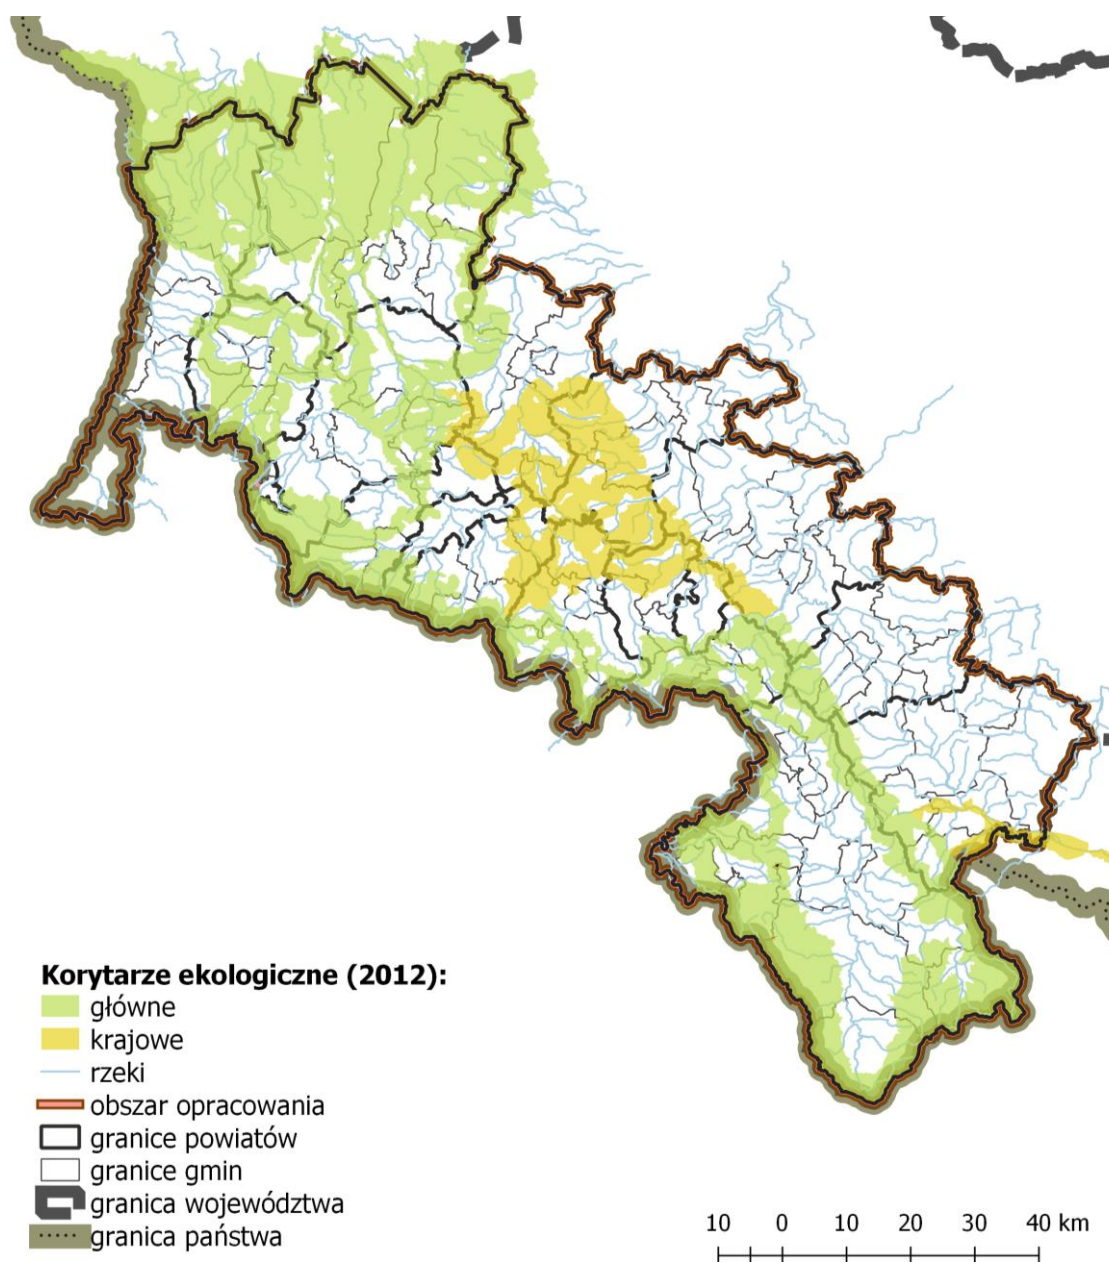 Korytarze ekologiczne (2012):
główne
krajowe
rzeki
obszar opracowania
granice powiatów
granice gmin
granica województwa
granica państwa
10 0 10 20 30 40 km